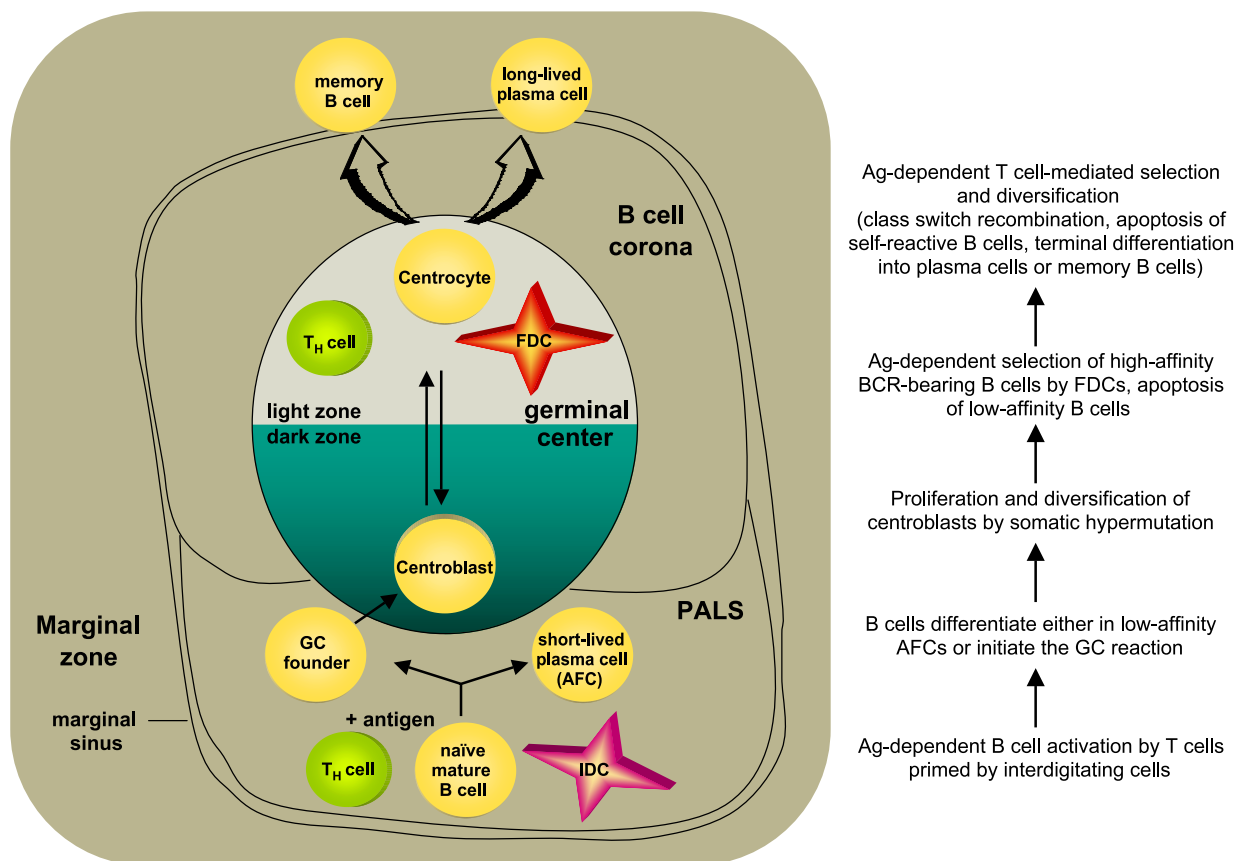 memory
B cell
long-lived
plasma cell
B cell
corona
Centrocyte
TH cell
FDC
light zone
dark zone
germinal
center
Centroblast
PALS
Marginal
zone
GC
founder
short-lived
plasma cell
(AFC)
marginal
sinus
+ antigen
TH cell
naïve
mature
B cell
IDC
Ag-dependent T cell-mediated selection
and diversification
(class switch recombination, apoptosis of
self-reactive B cells, terminal differentiation
into plasma cells or memory B cells)
Ag-dependent selection of high-affinity
BCR-bearing B cells by FDCs, apoptosis
of low-affinity B cells
Proliferation and diversification of
centroblasts by somatic hypermutation
B cells differentiate either in low-affinity
AFCs or initiate the GC reaction
Ag-dependent B cell activation by T cells
primed by interdigitating cells